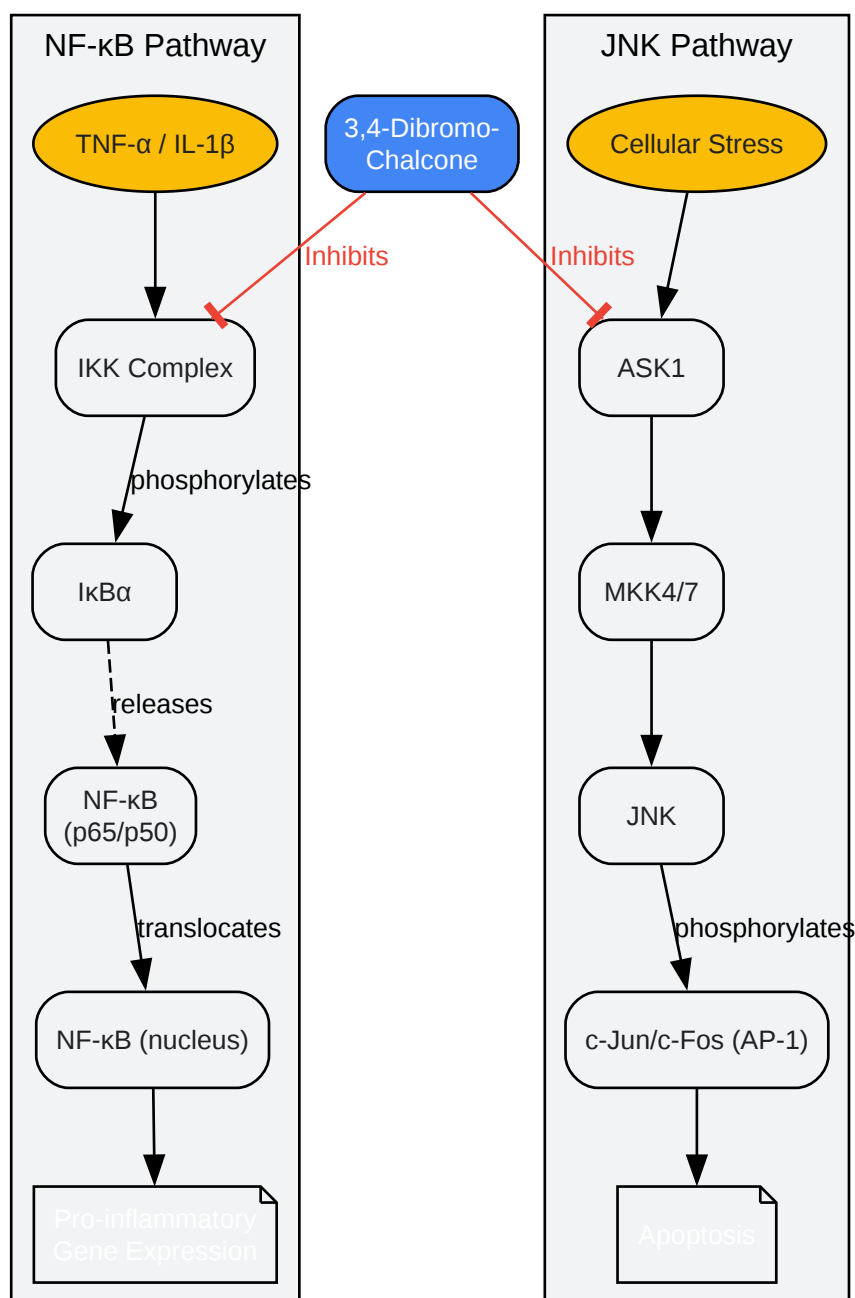 NF-κB Pathway
TNF-α / IL-1β
IKK Complex
phosphorylates
IκBα
releases
NF-κB
(p65/p50)
translocates
NF-κB (nucleus)
Pro-inflammatory
Gene Expression
3,4-Dibromo-
Chalcone
Inhibits
Inhibits
JNK Pathway
Cellular Stress
ASK1
MKK4/7
JNK
phosphorylates
c-Jun/c-Fos (AP-1)
Apoptosis